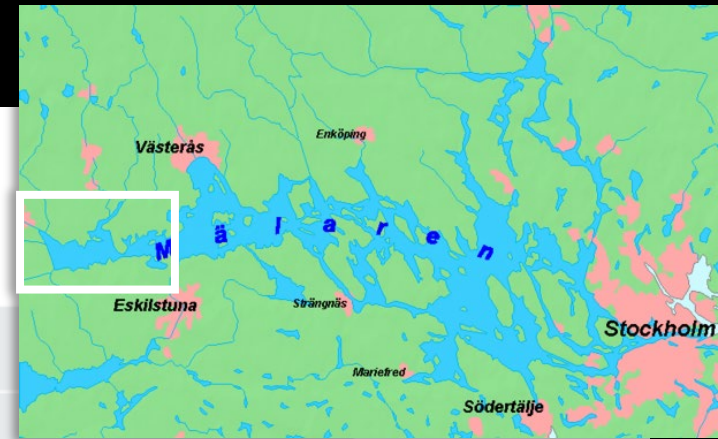 Enköping
Västerås
Mälaren
Eskilstuna
Strängnäs
Stockholm
Mariefred
Södertälje